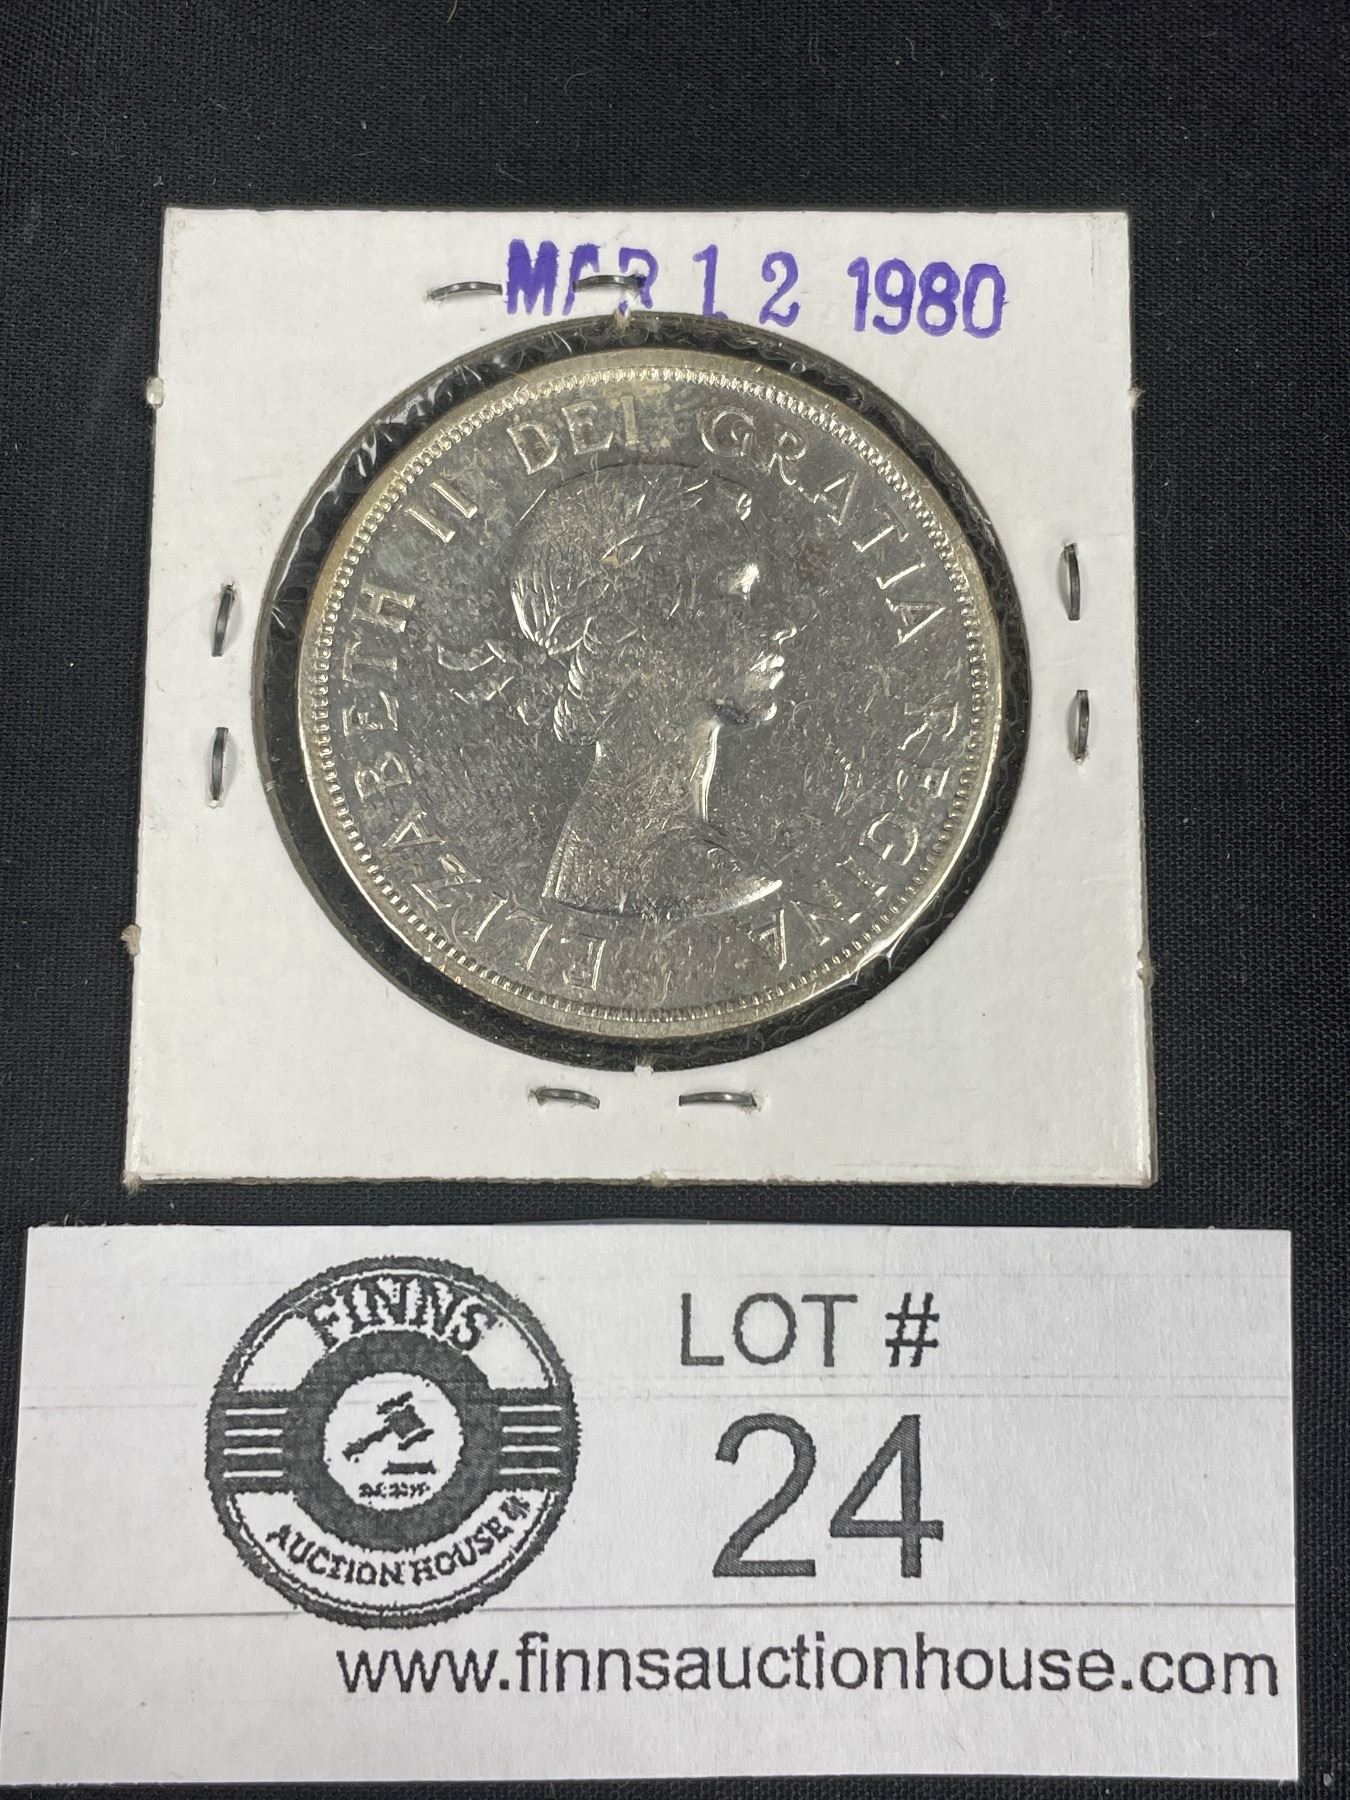 MAR 12 1980
ELIZABETH II DEI GRATIA REGINA
FINNS
AUCTION HOUSE
LOT #
24
www.finnsauctionhouse.com